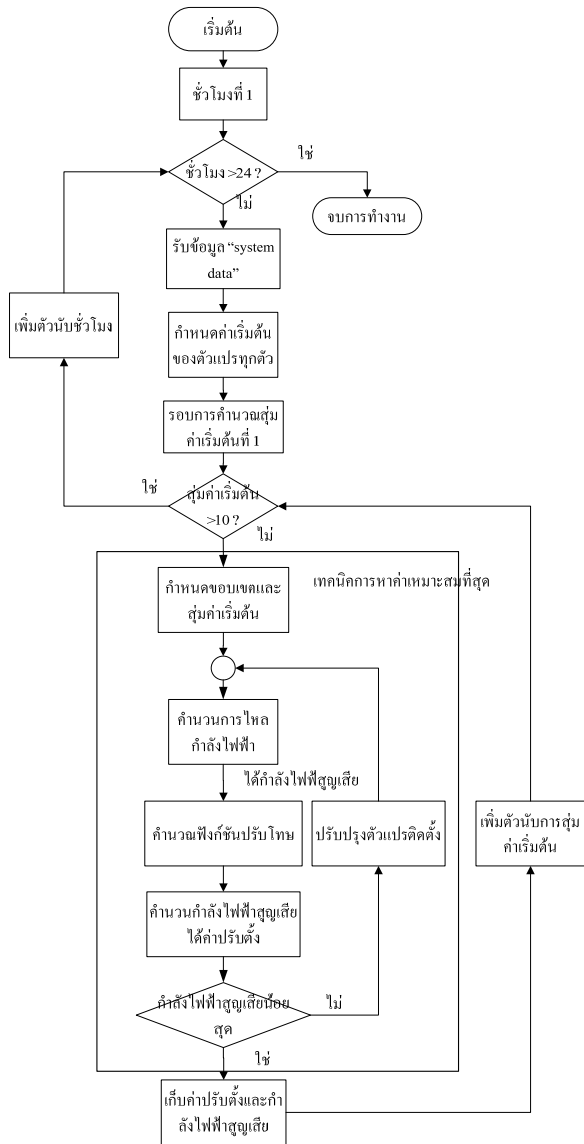 เริ่มต้น
ชั่วโมงที่ 1
ชั่วโมง >24 ?
ใช่
ไม่
จบการทำงาน
รับข้อมูล “system
data”
เพิ่มตัวนับชั่วโมง
กำหนดค่าเริ่มต้น
ของตัวแปรทุกตัว
รอบการคำนวณสุ่ม
ค่าเริ่มต้นที่ 1
ใช่
สุ่มค่าเริ่มต้น
>10 ?
ไม่
เทคนิคการหาค่าเหมาะสมที่สุด
กำหนดขอบเขตและ
สุ่มค่าเริ่มต้น
คำนวนการไหล
กำลังไฟฟ้า
ได้กำลังไฟฟ้สูญเสีย
คำนวณฟังก์ชันปรับโทษ
ปรับปรุงตัวแปรติดตั้ง
เพิ่มตัวนับการสุ่ม
ค่าเริ่มต้น
คำนวนกำลังไฟฟ้าสูญเสีย
ได้ค่าปรับตั้ง
กำลังไฟฟ้าสูญเสียน้อย
สุด
ไม่
ใช่
เก็บค่าปรับตั้งและกำ
ลังไฟฟ้าสูญเสีย